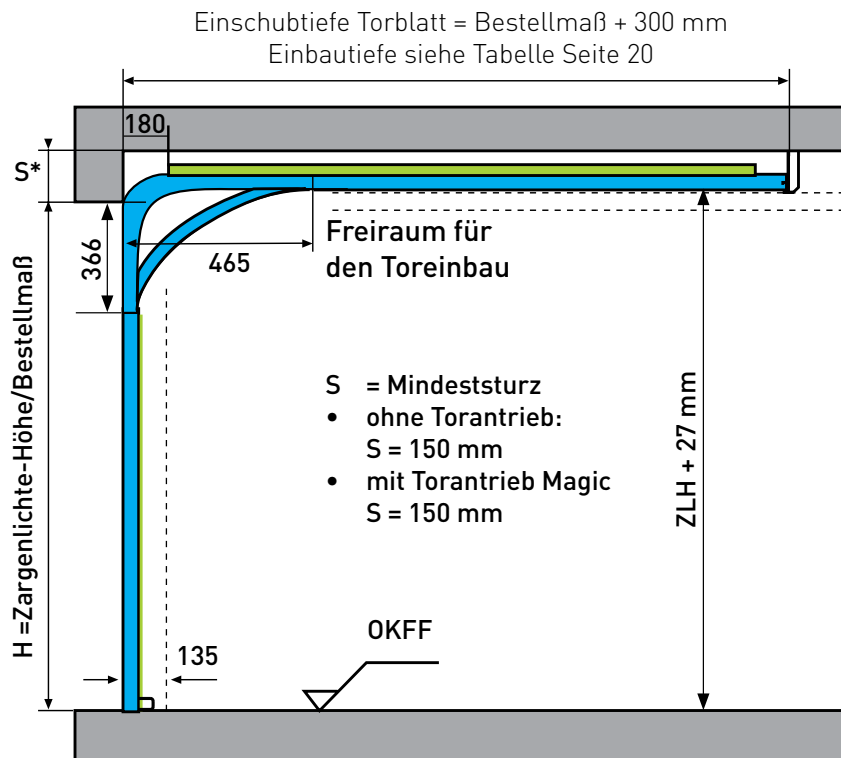 Einschubtiefe Torblatt = Bestellmaß + 300 mm
Einbautiefe siehe Tabelle Seite 20
180
S*
366
465
Freiraum für
den Toreinbau
H =Zargenlichte-Höhe/Bestellmaß
S = Mindeststurz
• ohne Torantrieb:
S = 150 mm
• mit Torantrieb Magic
S = 150 mm
ZLH + 27 mm
OKFF
135